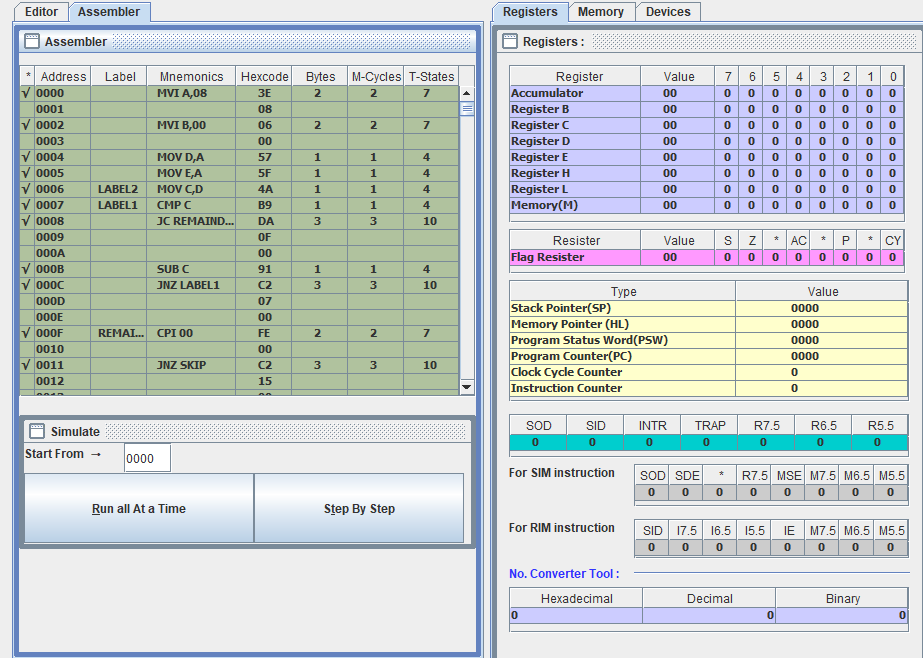 Editor Assembler
Assembler
* Address Label Mnemonics Hexcode Bytes M-Cycles T-States
√ 0000 MVI A,08 3E 2 2 7
0001 08
√ 0002 MVI B,00 06 2 2 7
0003 00
√ 0004 MOV D,A 57 1 1 4
√ 0005 MOV E,A 5F 1 1 4
√ 0006 LABEL2 MOV C,D 4A 1 1 4
√ 0007 LABEL1 CMP C B9 1 1 4
√ 0008 JC REMAIND... DA 3 3 10
0009 0F
000A 00
√ 000B SUB C 91 1 1 4
√ 000C JNZ LABEL1 C2 3 3 10
000D 07
000E 00
√ 000F REMAI... CPI 00 FE 2 2 7
0010 00
√ 0011 JNZ SKIP C2 3 3 10
0012 15
Simulate
Start From → 0000
Run all At a Time Step By Step
Registers Memory Devices
Registers :
Register Value 7 6 5 4 3 2 1 0
Accumulator 00 0 0 0 0 0 0 0 0
Register B 00 0 0 0 0 0 0 0 0
Register C 00 0 0 0 0 0 0 0 0
Register D 00 0 0 0 0 0 0 0 0
Register E 00 0 0 0 0 0 0 0 0
Register H 00 0 0 0 0 0 0 0 0
Register L 00 0 0 0 0 0 0 0 0
Memory(M) 00 0 0 0 0 0 0 0 0
Resister Value S Z * AC * P * CY
Flag Resister 00 0 0 0 0 0 0 0 0
Type Value
Stack Pointer(SP) 0000
Memory Pointer (HL) 0000
Program Status Word(PSW) 0000
Program Counter(PC) 0000
Clock Cycle Counter 0
Instruction Counter 0
SOD SID INTR TRAP R7.5 R6.5 R5.5
0 0 0 0 0 0 0
For SIM instruction
SOD SDE * R7.5 MSE M7.5 M6.5 M5.5
0 0 0 0 0 0 0 0
For RIM instruction
SID I7.5 I6.5 I5.5 IE M7.5 M6.5 M5.5
0 0 0 0 0 0 0 0
No. Converter Tool :
Hexadecimal Decimal Binary
0 0 0